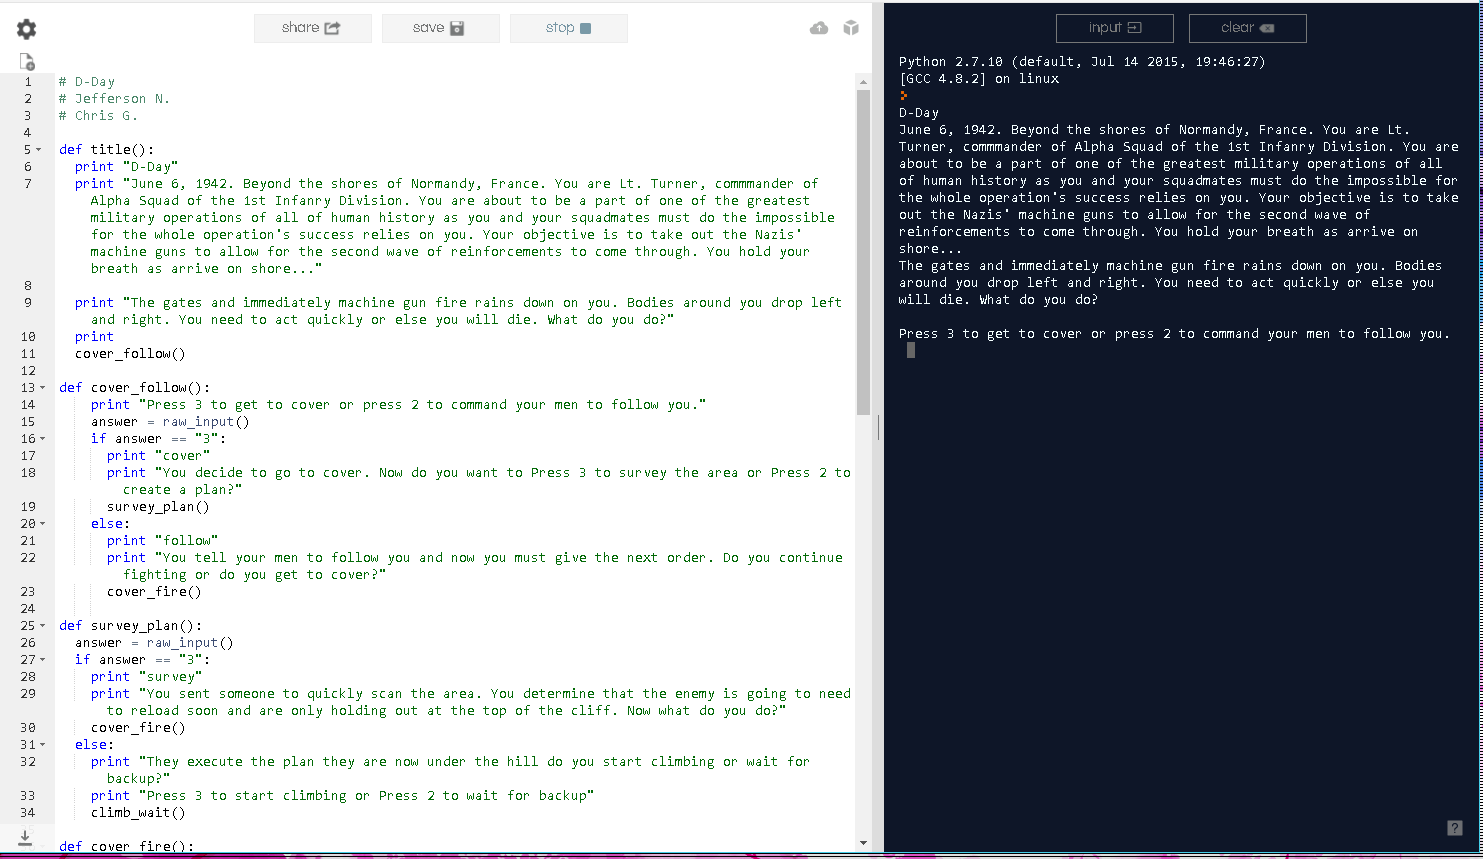 share
save
stop
input
clear
1 # D-Day
2 # Jefferson N.
3 # Chris G.
4
5 def title():
6 print "D-Day"
7 print "June 6, 1942. Beyond the shores of Normandy, France. You are Lt. Turner, commmander of
Alpha Squad of the 1st Infanry Division. You are about to be a part of one of the greatest
military operations of all of human history as you and your squadmates must do the impossible
for the whole operation's success relies on you. Your objective is to take out the Nazis'
machine guns to allow for the second wave of reinforcements to come through. You hold your
breath as arrive on shore..."
8
9 print "The gates and immediately machine gun fire rains down on you. Bodies around you drop left
and right. You need to act quickly or else you will die. What do you do?"
10 print
11 cover_follow()
12
13 def cover_follow():
14 print "Press 3 to get to cover or press 2 to command your men to follow you."
15 answer = raw_input()
16 if answer == "3":
17 print "cover"
18 print "You decide to go to cover. Now do you want to Press 3 to survey the area or Press 2 to
create a plan?"
19 survey_plan()
20 else:
21 print "follow"
22 print "You tell your men to follow you and now you must give the next order. Do you continue
fighting or do you get to cover?"
23 cover_fire()
24
25 def survey_plan():
26 answer = raw_input()
27 if answer == "3":
28 print "survey"
29 print "You sent someone to quickly scan the area. You determine that the enemy is going to need
to reload soon and are only holding out at the top of the cliff. Now what do you do?"
30 cover_fire()
31 else:
32 print "They execute the plan they are now under the hill do you start climbing or wait for
backup?"
33 print "Press 3 to start climbing or Press 2 to wait for backup"
34 climb_wait()
def cover_fire():
Python 2.7.10 (default, Jul 14 2015, 19:46:27)
[GCC 4.8.2] on linux
D-Day
June 6, 1942. Beyond the shores of Normandy, France. You are Lt.
Turner, commmander of Alpha Squad of the 1st Infanry Division. You are
about to be a part of one of the greatest military operations of all
of human history as you and your squadmates must do the impossible for
the whole operation's success relies on you. Your objective is to take
out the Nazis' machine guns to allow for the second wave of
reinforcements to come through. You hold your breath as arrive on
shore...
The gates and immediately machine gun fire rains down on you. Bodies
around you drop left and right. You need to act quickly or else you
will die. What do you do?
Press 3 to get to cover or press 2 to command your men to follow you.
?